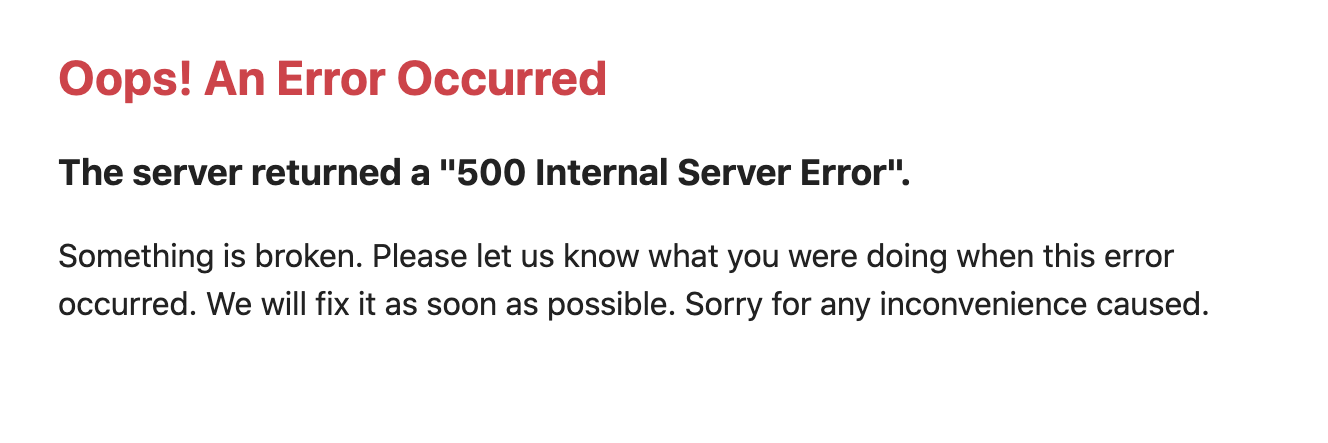 Oops! An Error Occurred
The server returned a "500 Internal Server Error".
Something is broken. Please let us know what you were doing when this error
occurred. We will fix it as soon as possible. Sorry for any inconvenience caused.